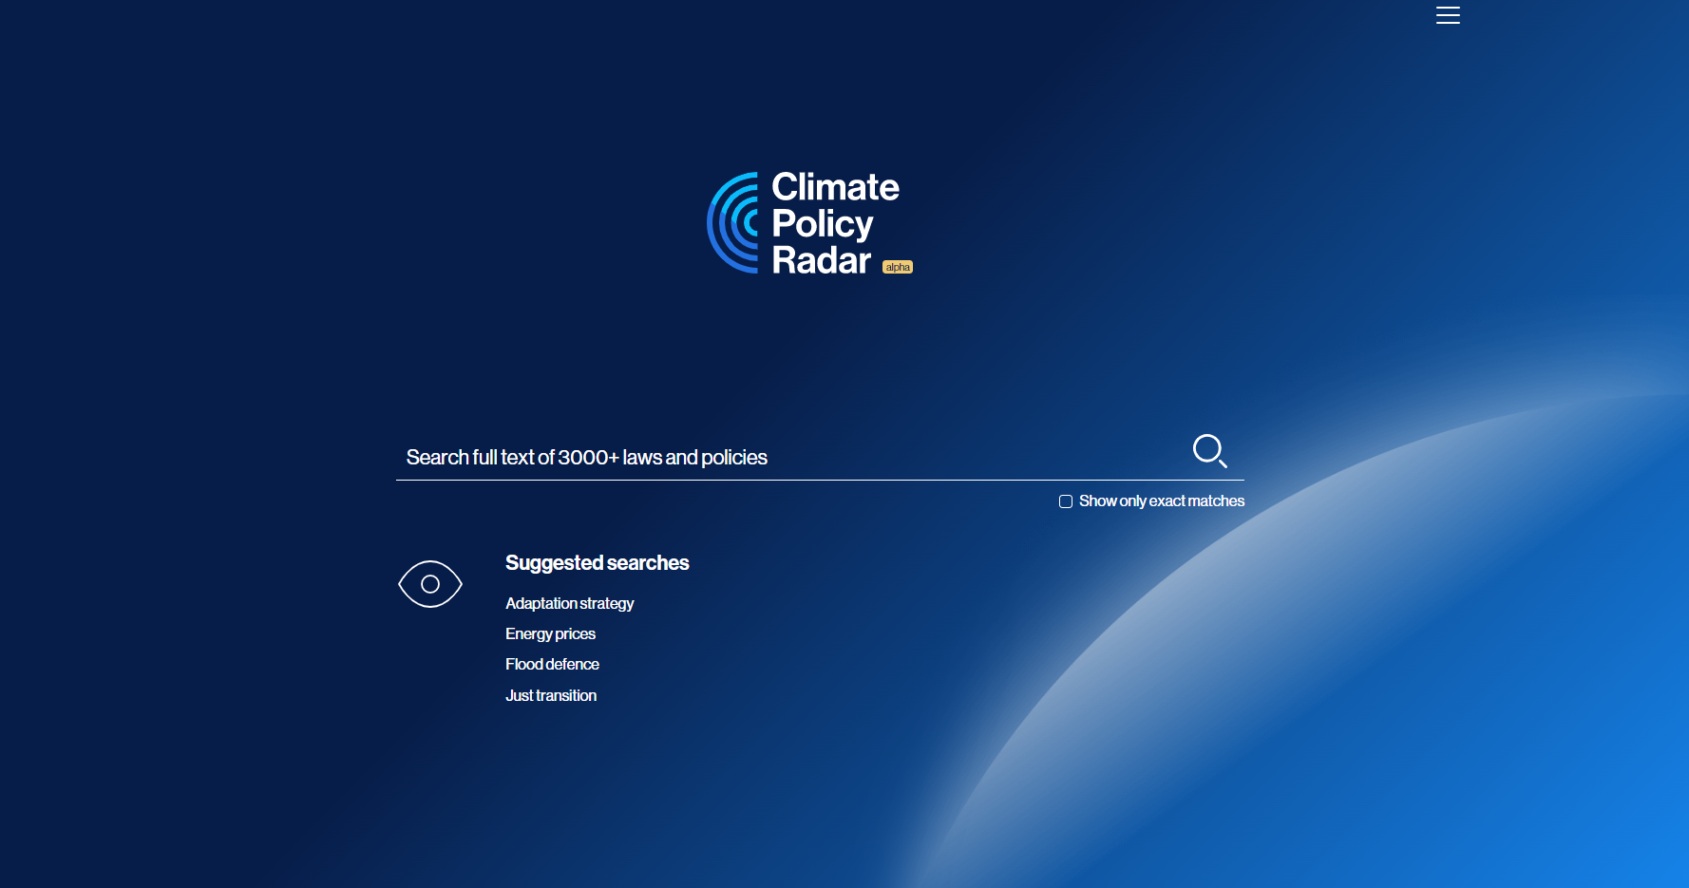 Climate
Policy
Radar alpha
Search full text of 3000+ laws and policies
Show only exact matches
Suggested searches
Adaptation strategy
Energy prices
Flood defence
Just transition